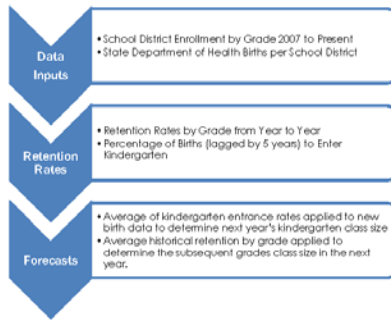 Data
Inputs
• School District Enrollment by Grade 2007 to Present
• State Department of Health Births per School District
Retention
Rates
• Retention Rates by Grade from Year to Year
• Percentage of Births (lagged by 5 years) to Enter
Kindergarten
Forecasts
• Average of kindergarten entrance rates applied to new
birth data to determine next year's kindergarten class size
• Average historical retention by grade applied to
determine the subsequent grades class size in the next
year.